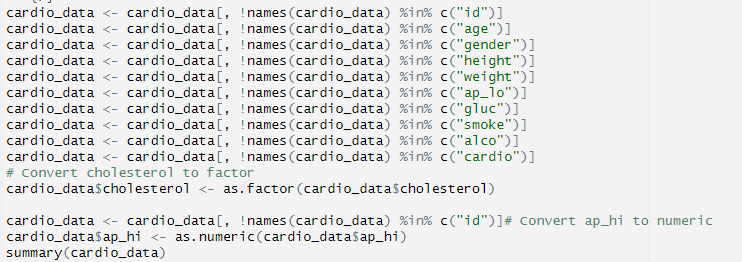 cardio_data <- cardio_data[, !names(cardio_data) %in% c("id")]
cardio_data <- cardio_data[, !names(cardio_data) %in% c("age")]
cardio_data <- cardio_data[, !names(cardio_data) %in% c("gender")]
cardio_data <- cardio_data[, !names(cardio_data) %in% c("height")]
cardio_data <- cardio_data[, !names(cardio_data) %in% c("weight")]
cardio_data <- cardio_data[, !names(cardio_data) %in% c("ap_lo")]
cardio_data <- cardio_data[, !names(cardio_data) %in% c("gluc")]
cardio_data <- cardio_data[, !names(cardio_data) %in% c("smoke")]
cardio_data <- cardio_data[, !names(cardio_data) %in% c("alco")]
cardio_data <- cardio_data[, !names(cardio_data) %in% c("cardio")]
# Convert cholesterol to factor
cardio_data$cholesterol <- as.factor(cardio_data$cholesterol)
cardio_data <- cardio_data[, !names(cardio_data) %in% c("id")]# Convert ap_hi to numeric
cardio_data$ap_hi <- as.numeric(cardio_data$ap_hi)
summary(cardio_data)